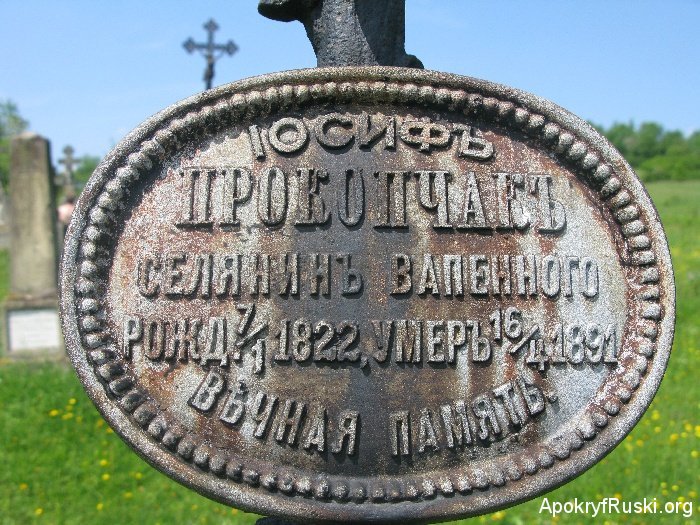 ІОСИФЪ
ПРОКОПЧАКЪ
СЕЛЯНИНЪ ВАПЕННОГО
РОЖД. 7/1 1822, УМЕРЪ 16/4 1891
ВѢЧНАЯ ПАМЯТЬ.
ApokryfRuski.org